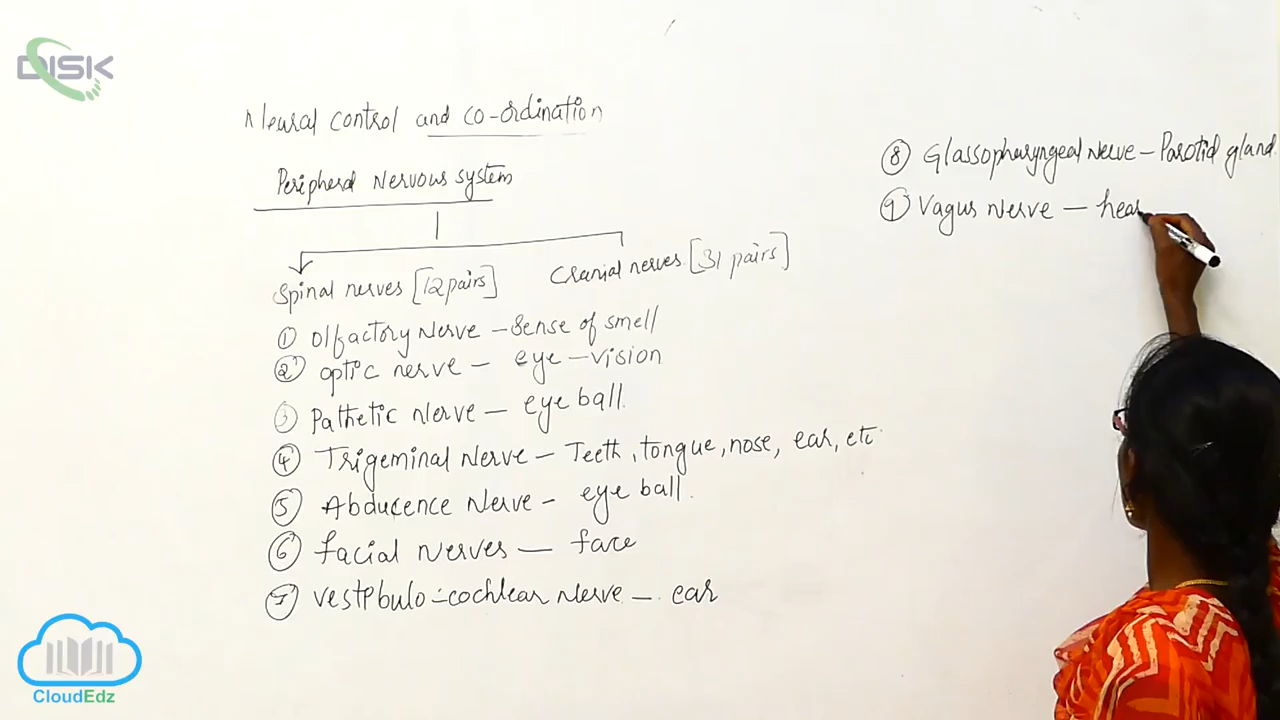 DISK
Neural control and co-ordination
Peripheral Nervous system
Spinal nerves [12 pairs]
Cranial nerves [31 pairs]
① Olfactory Nerve - Sense of smell
② optic nerve - eye - vision
③ Pathetic Nerve - eye ball.
④ Trigeminal Nerve - Teeth, tongue, nose, ear, etc.
⑤ Abducence Nerve - eye ball.
⑥ facial nerves - face
⑦ vestibulo-cochlear nerve - ear
⑧ Glassopharyngeal Nerve - Parotid gland
⑨ Vagus Nerve - hear
CloudEdz